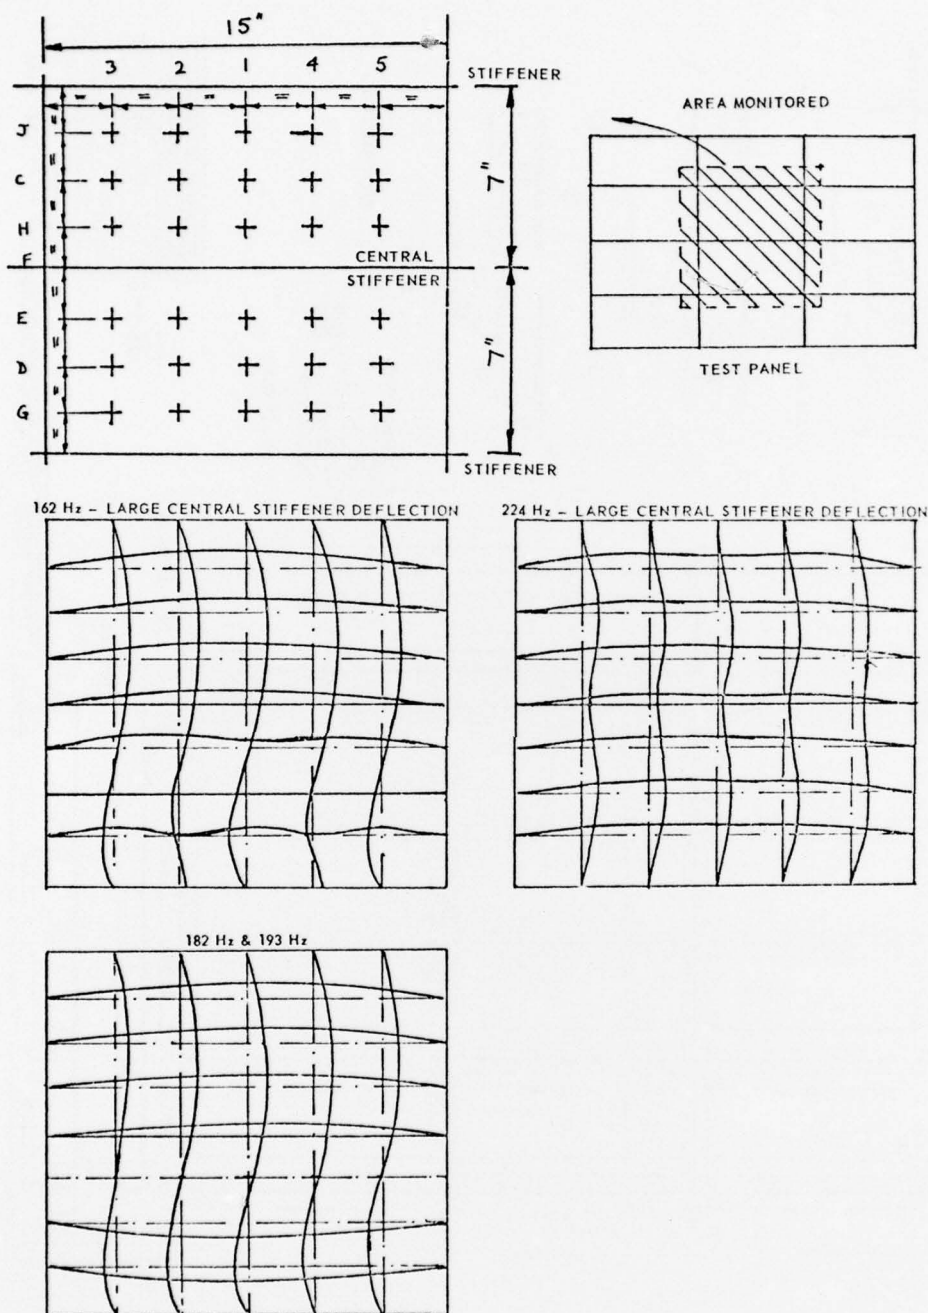 15"
3 2 1 4 5
STIFFENER
J
C
H
F
CENTRAL
STIFFENER
E
D
G
7"
7"
STIFFENER
AREA MONITORED
TEST PANEL
162 Hz – LARGE CENTRAL STIFFENER DEFLECTION
224 Hz – LARGE CENTRAL STIFFENER DEFLECTION
182 Hz & 193 Hz